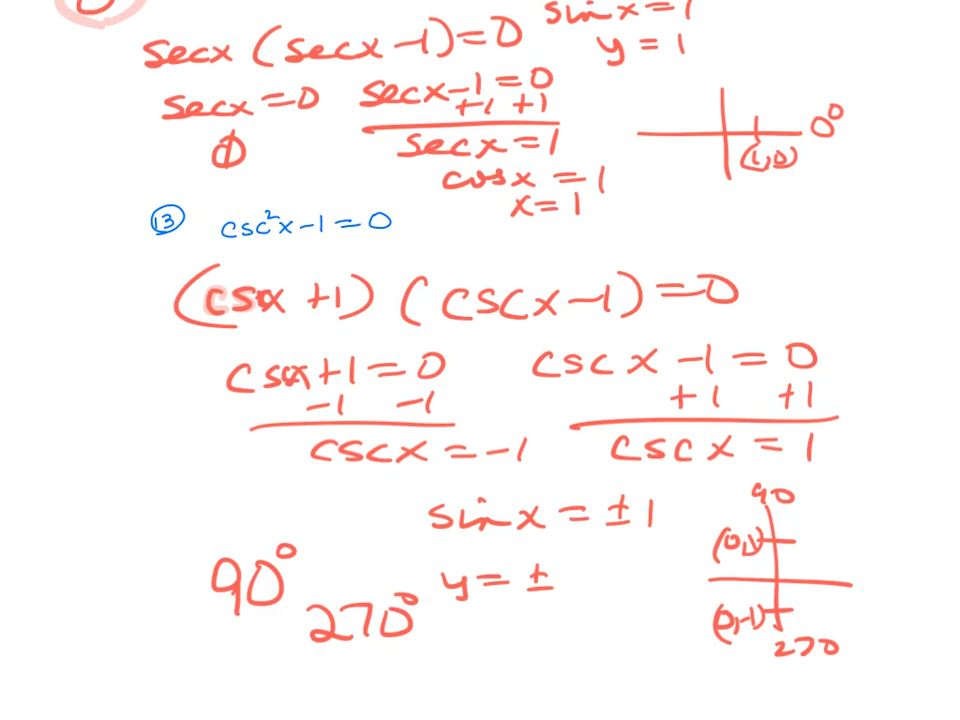 sin x = 1
sec x (sec x - 1) = 0
y = 1
sec x = 0
sec x - 1 = 0
+1 +1
∅
sec x = 1
cos x = 1
x = 1
0°
(1,0)
⑬ csc²x - 1 = 0
(csc x + 1) (csc x - 1) = 0
csc x + 1 = 0
-1 -1
csc x = -1
csc x - 1 = 0
+1 +1
csc x = 1
sin x = ±1
y = ±
90° 270°
90
(0,1)
(0,-1)
270